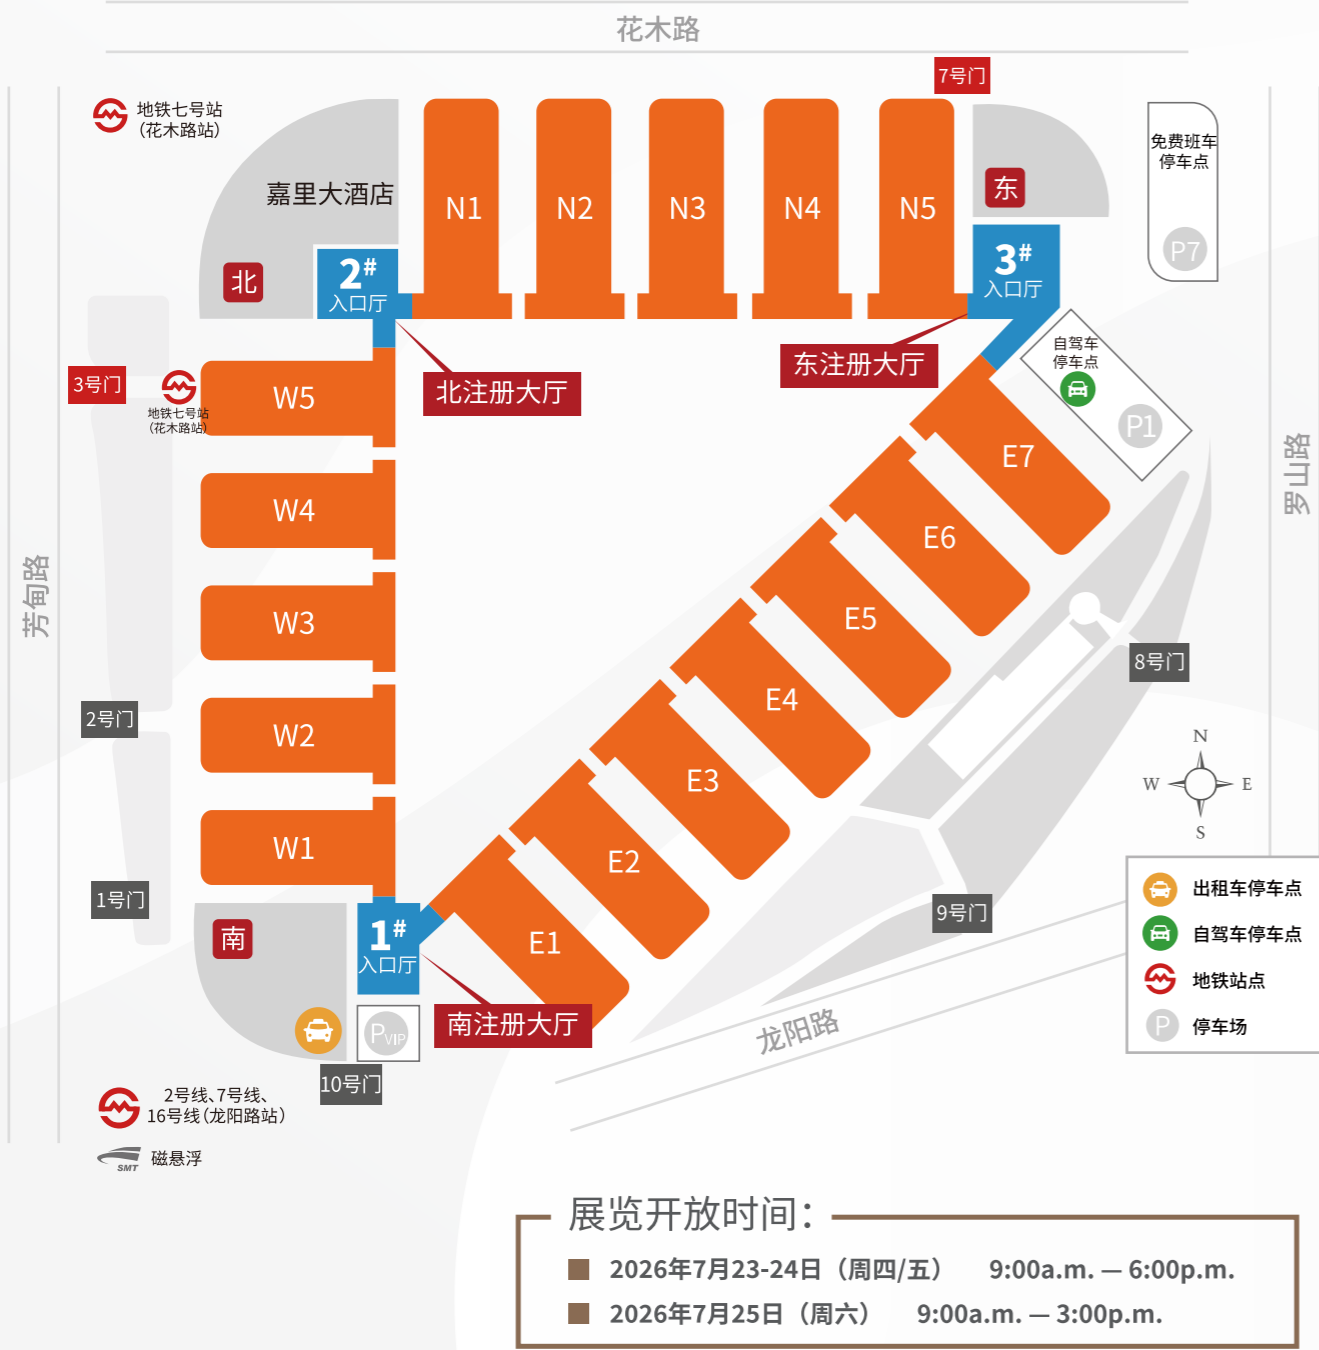 花木路
7号门
地铁七号站
（花木路站）
免费班车
停车点
P7
嘉里大酒店
N1
N2
N3
N4
N5
东
北
2#
入口厅
3#
入口厅
东注册大厅
北注册大厅
自驾车
停车点
P1
3号门
地铁七号站
（花木路站）
W5
E7
罗山路
W4
E6
芳甸路
W3
E5
8号门
2号门
W2
E4
N
W
E
S
E3
W1
E2
1号门
9号门
南
1#
入口厅
E1
出租车停车点
自驾车停车点
地铁站点
P
停车场
南注册大厅
PVIP
龙阳路
10号门
2号线、7号线、
16号线（龙阳路站）
SMT
磁悬浮
展览开放时间：
2026年7月23-24日（周四/五） 9:00a.m. — 6:00p.m.
2026年7月25日（周六） 9:00a.m. — 3:00p.m.